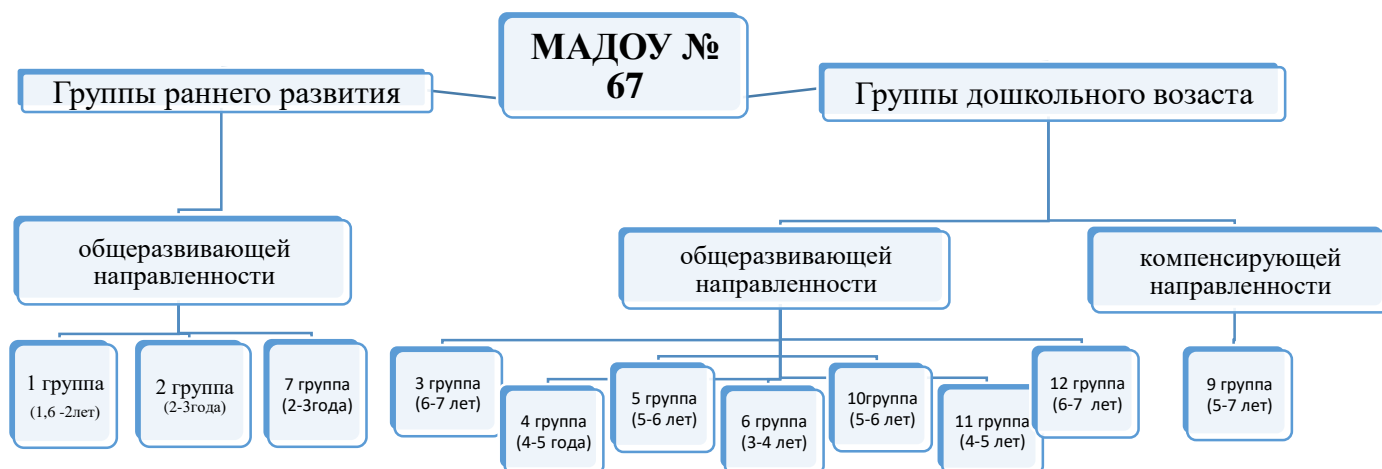 МАДОУ №
67
Группы раннего развития
Группы дошкольного возаста
общеразвивающей
направленности
общеразвивающей
направленности
компенсирующей
направленности
1 группа
(1,6 -2лет)
2 группа
(2-3года)
7 группа
(2-3года)
3 группа
(6-7 лет)
4 группа
(4-5 года)
5 группа
(5-6 лет)
6 группа
(3-4 лет)
10группа
(5-6 лет)
11 группа
(4-5 лет)
12 группа
(6-7 лет)
9 группа
(5-7 лет)